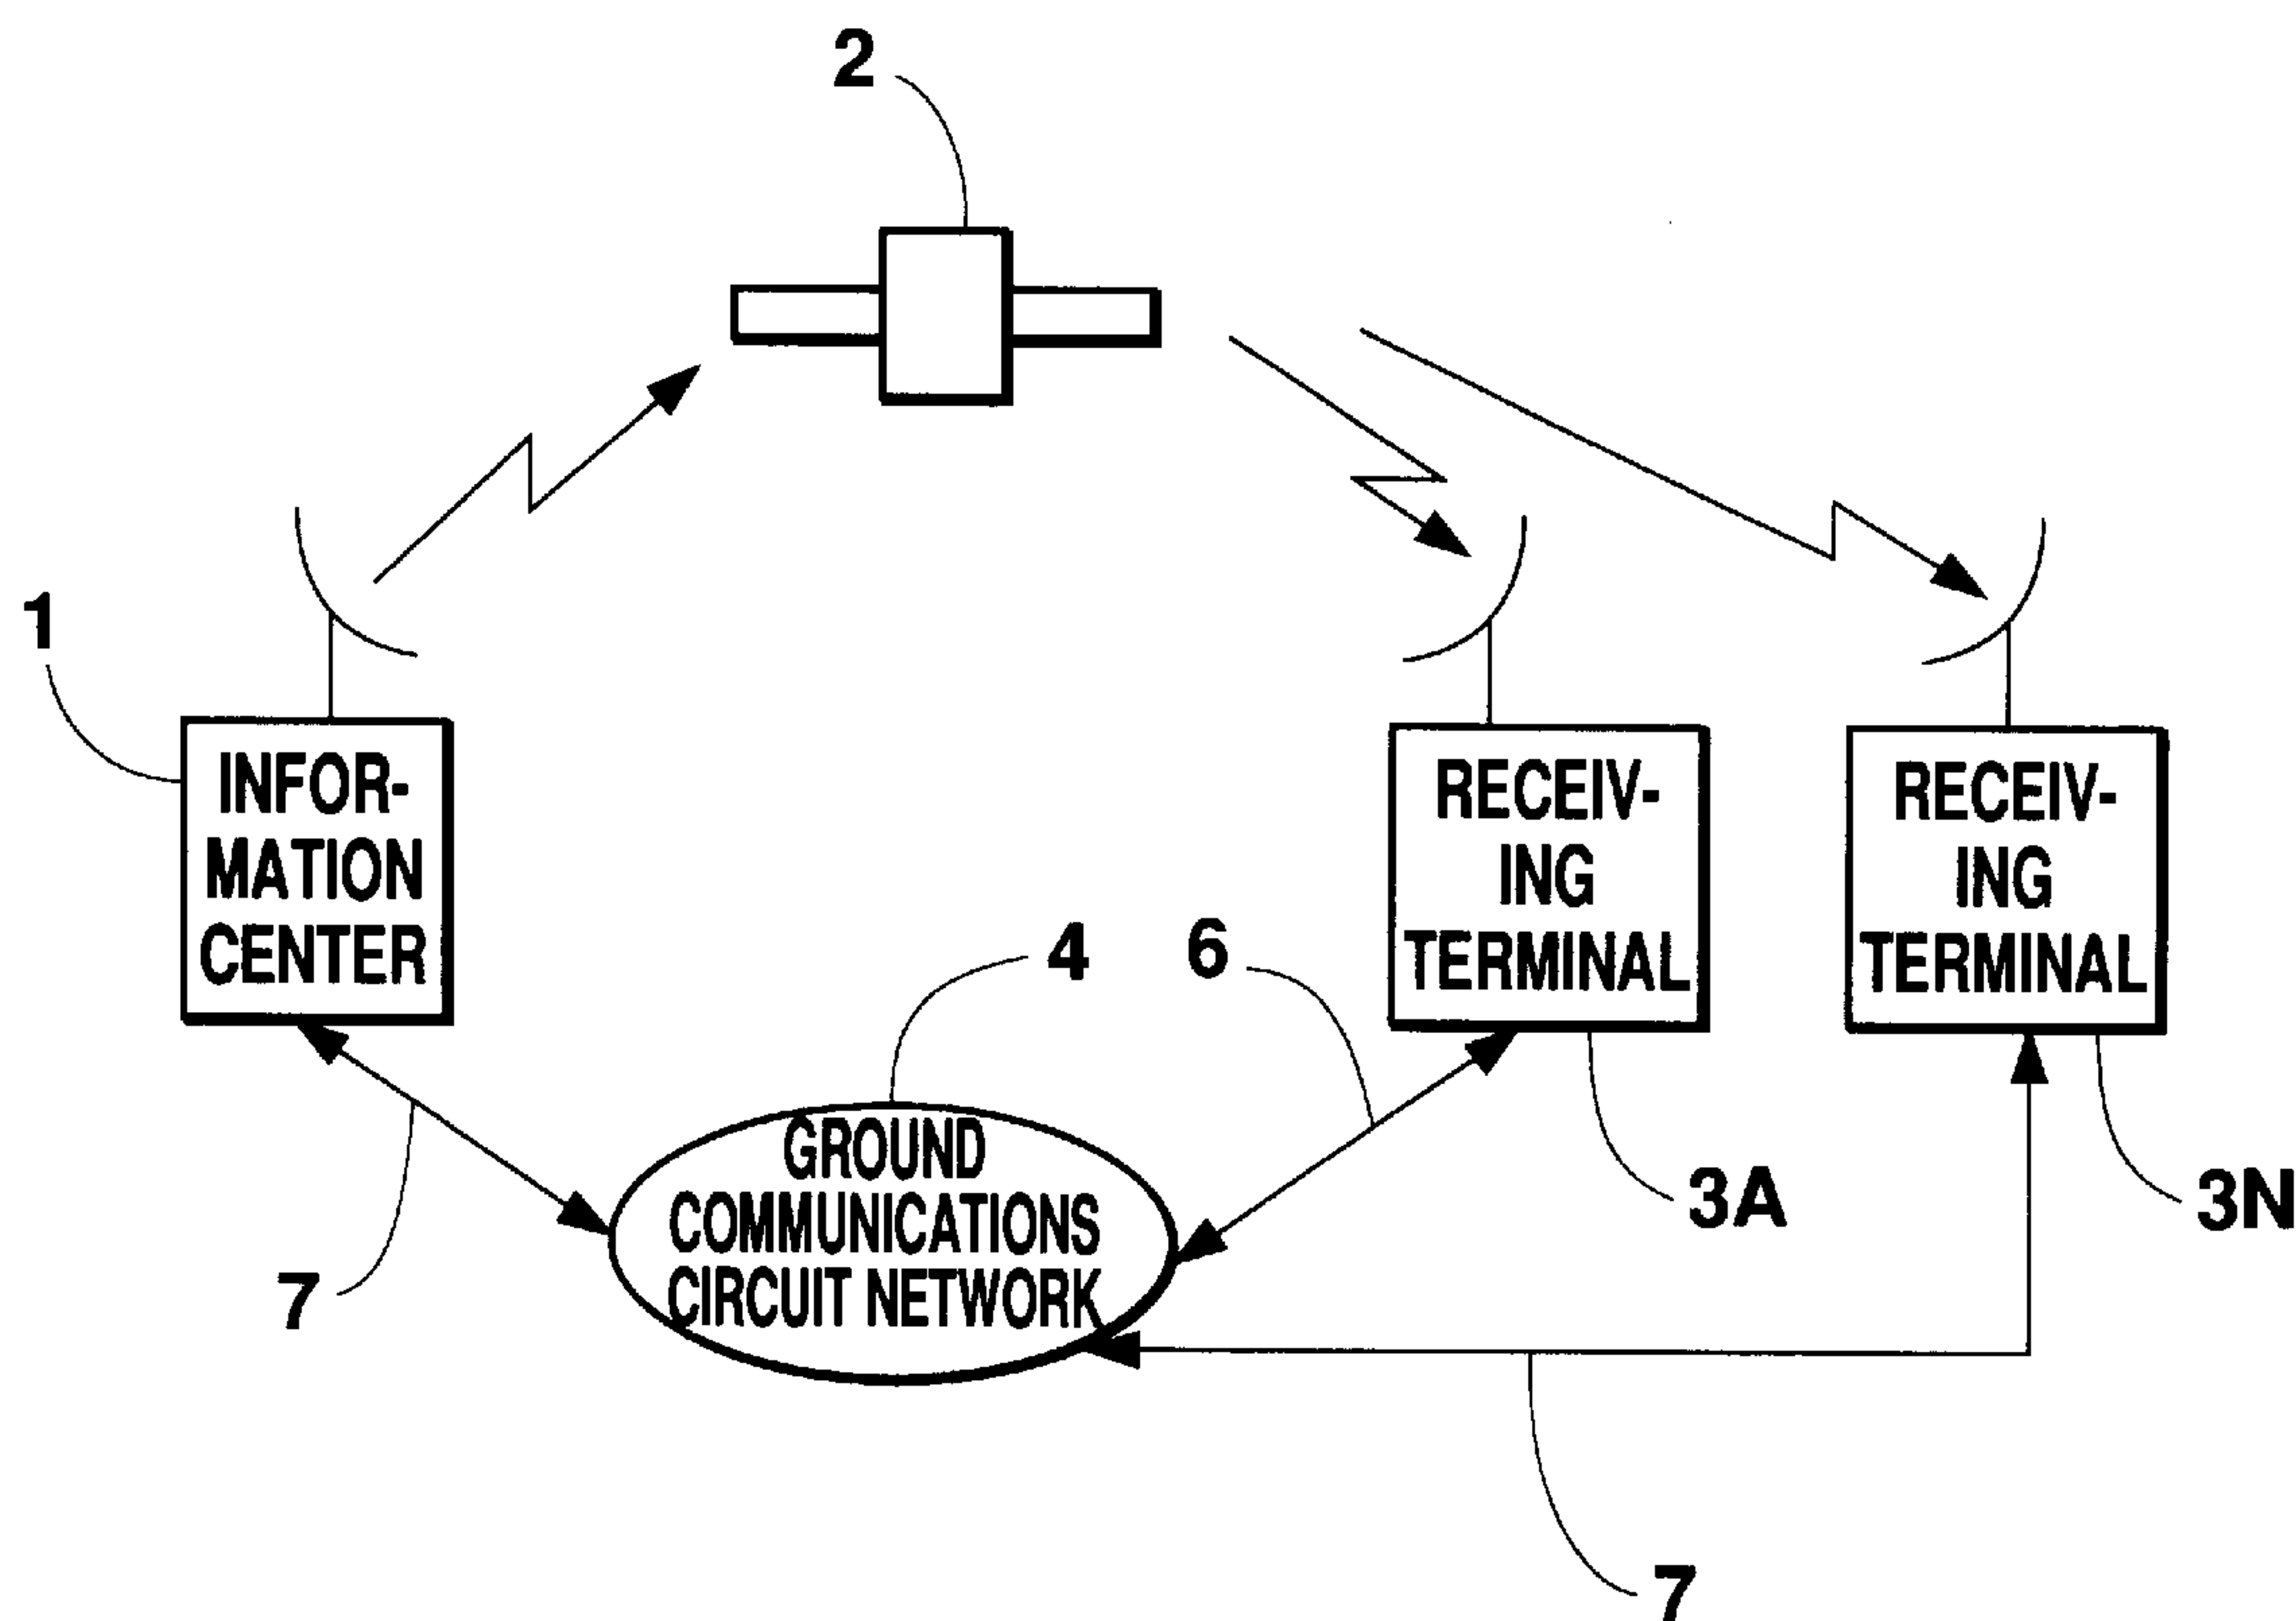 2
1
INFOR-
MATION
CENTER
RECEIV-
ING
TERMINAL
RECEIV-
ING
TERMINAL
4
6
GROUND
COMMUNICATIONS
CIRCUIT NETWORK
3A
3N
7
7